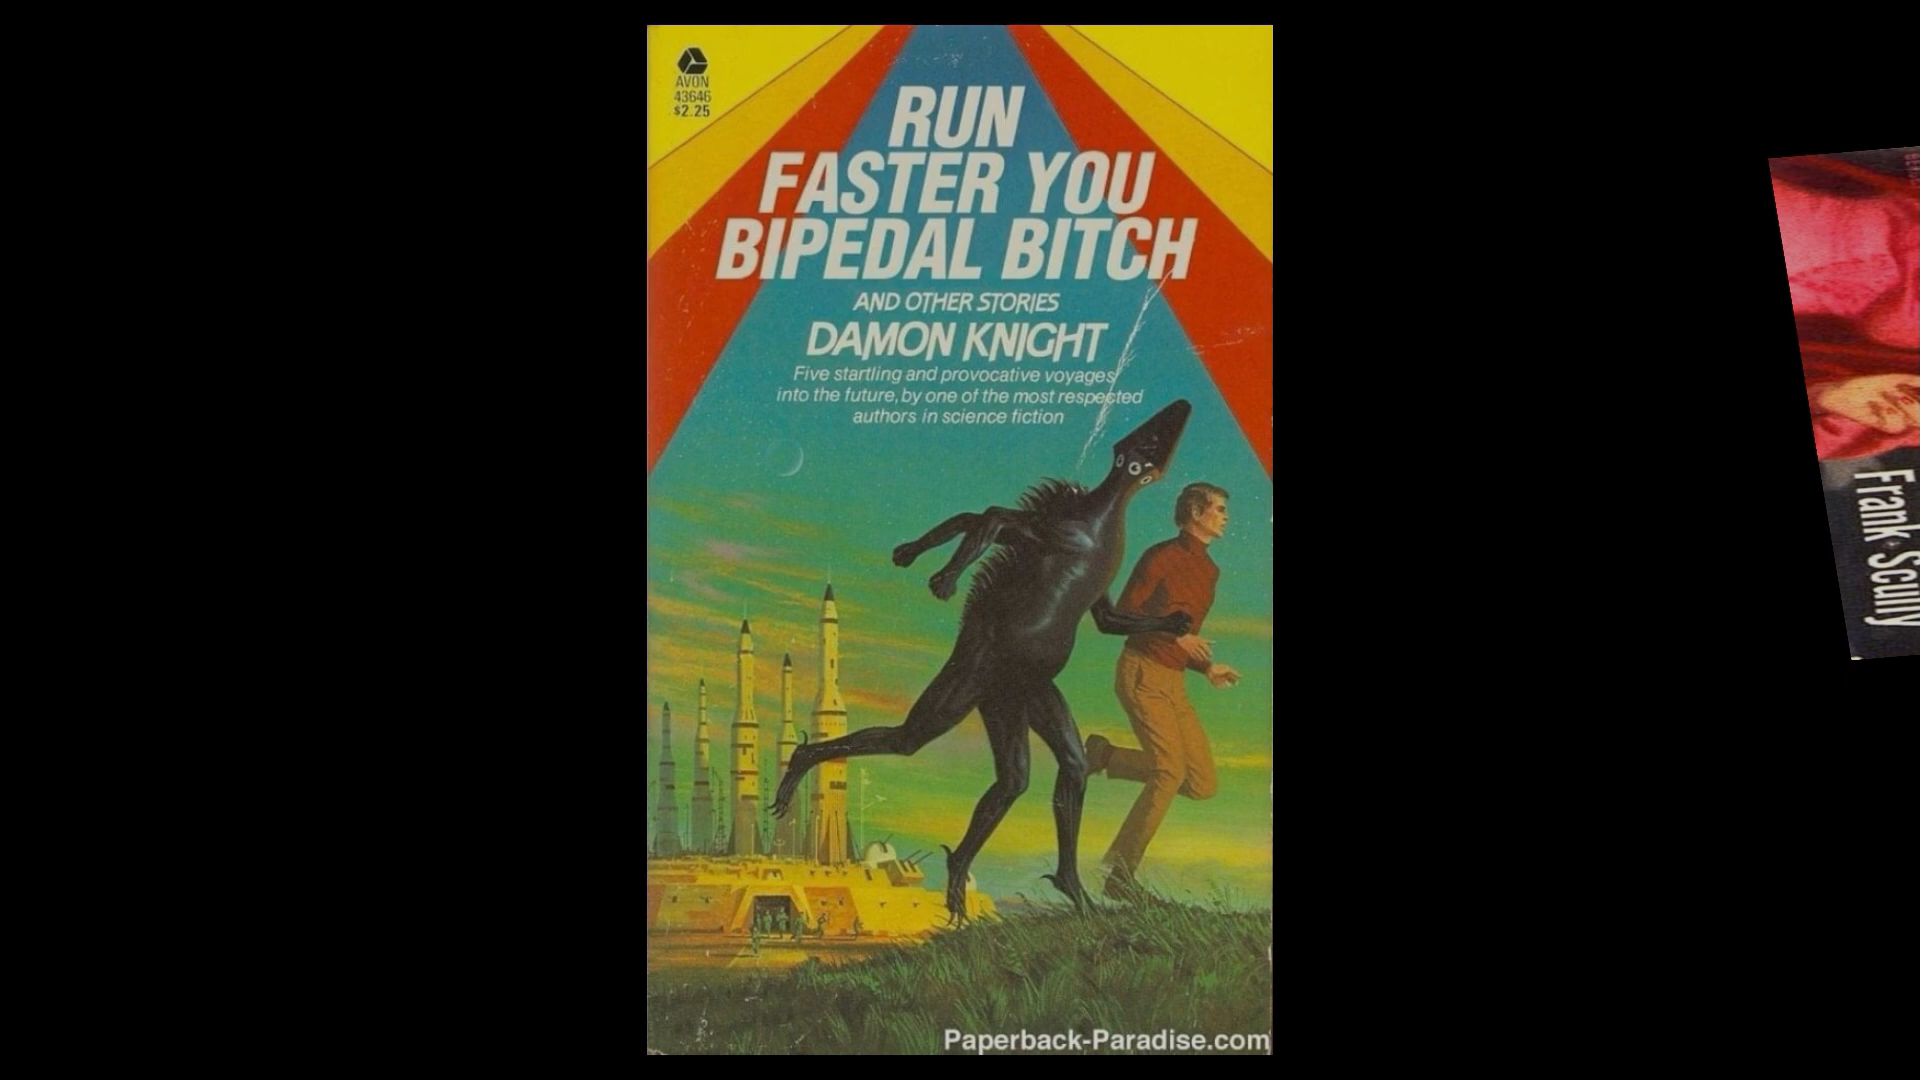 AVON
43646
$2.25
RUN
FASTER YOU
BIPEDAL BITCH
AND OTHER STORIES
DAMON KNIGHT
Five startling and provocative voyages
into the future, by one of the most respected
authors in science fiction
Frank Scully
Paperback-Paradise.com